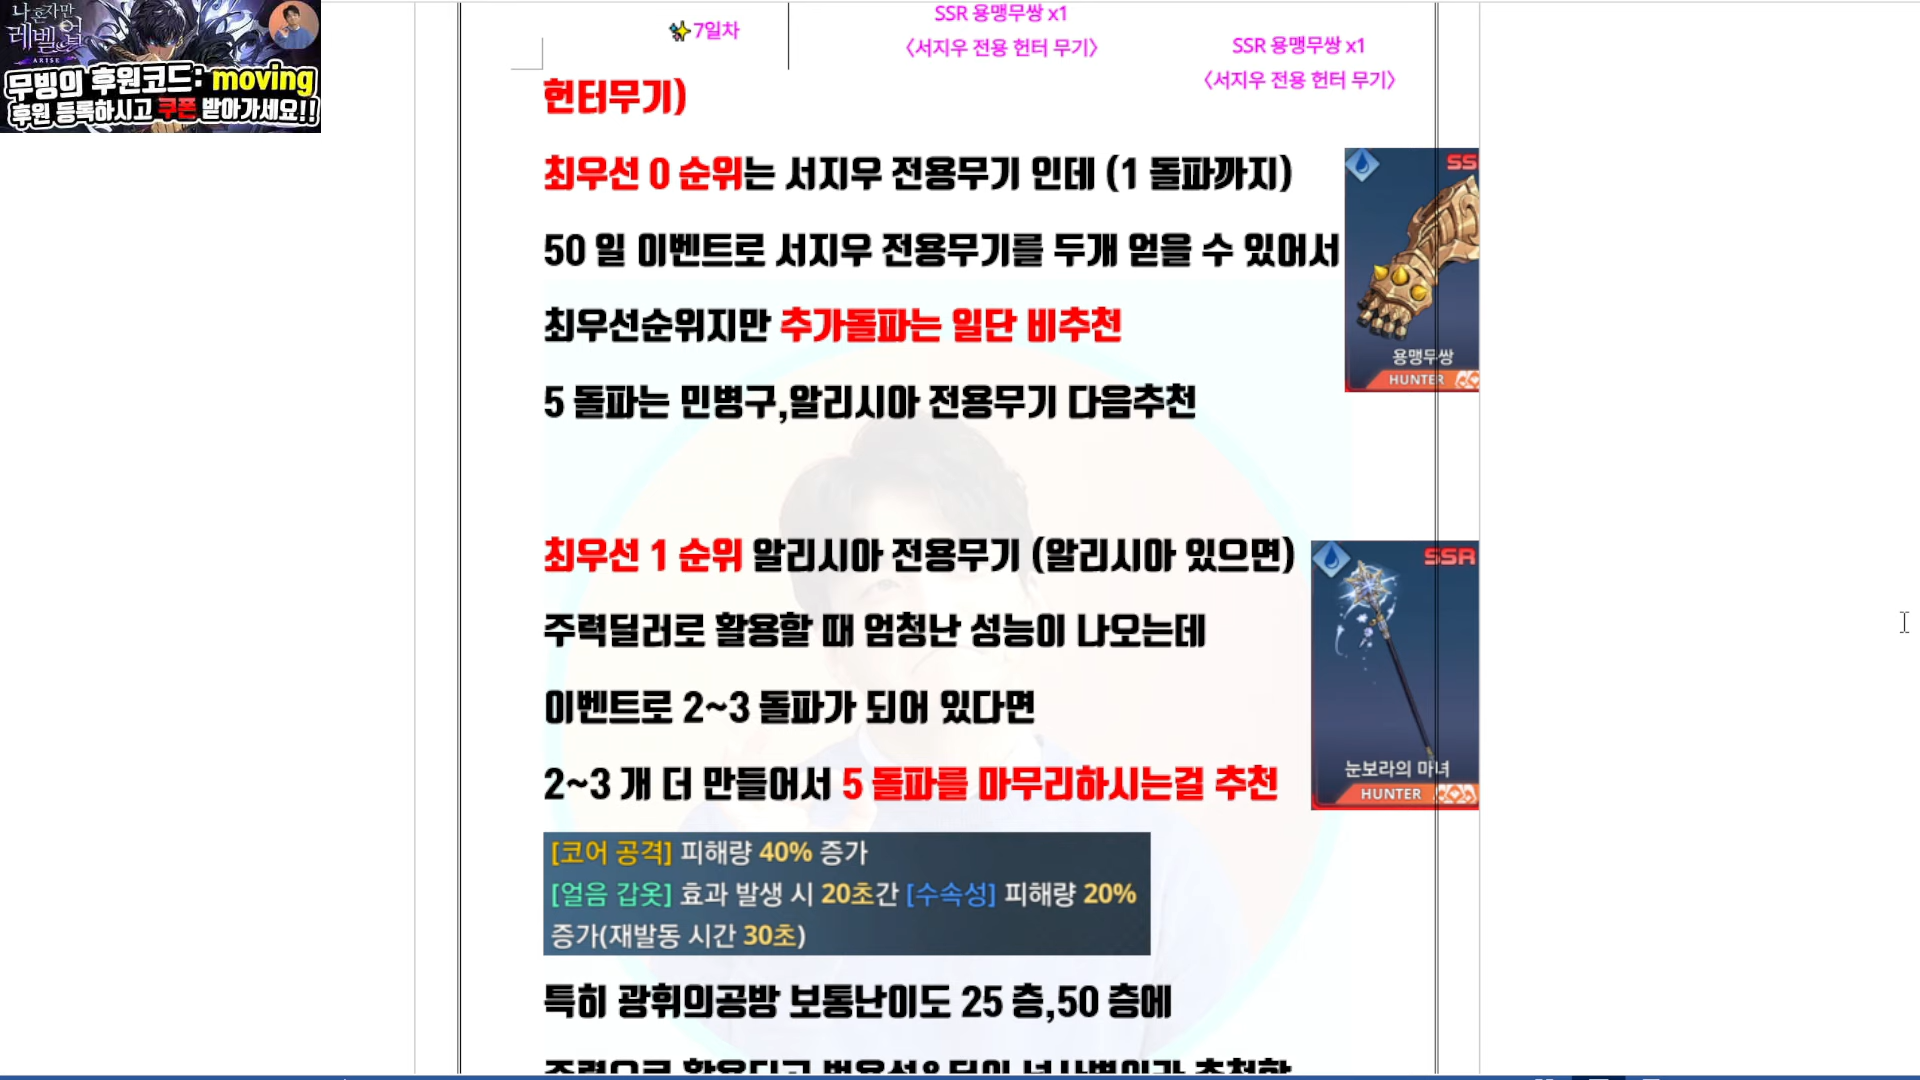 나 혼자만
레벨업
ARISE
무빙의 후원코드: moving
후원 등록하시고 쿠폰 받아가세요!!
✨7일차
SSR 용맹무쌍 x1
〈서지우 전용 헌터 무기〉
SSR 용맹무쌍 x1
〈서지우 전용 헌터 무기〉
헌터무기)
최우선 0 순위는 서지우 전용무기 인데 (1 돌파까지)
50 일 이벤트로 서지우 전용무기를 두개 얻을 수 있어서
최우선순위지만 추가돌파는 일단 비추천
5 돌파는 민병구,알리시아 전용무기 다음추천
SS
용맹무쌍
HUNTER
최우선 1 순위 알리시아 전용무기 (알리시아 있으면)
주력딜러로 활용할 때 엄청난 성능이 나오는데
이벤트로 2~3 돌파가 되어 있다면
2~3 개 더 만들어서 5 돌파를 마무리하시는걸 추천
SSR
눈보라의 마녀
HUNTER
[코어 공격] 피해량 40% 증가
[얼음 갑옷] 효과 발생 시 20초간 [수속성] 피해량 20%
증가(재발동 시간 30초)
특히 광휘의공방 보통난이도 25 층,50 층에